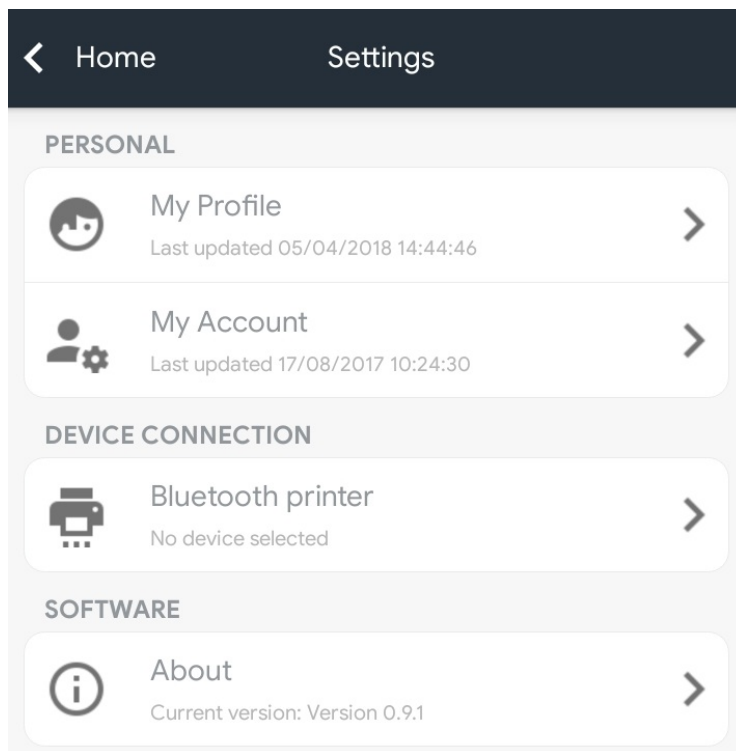 Home
Settings
PERSONAL
My Profile
Last updated 05/04/2018 14:44:46
My Account
Last updated 17/08/2017 10:24:30
DEVICE CONNECTION
Bluetooth printer
No device selected
SOFTWARE
About
Current version: Version 0.9.1